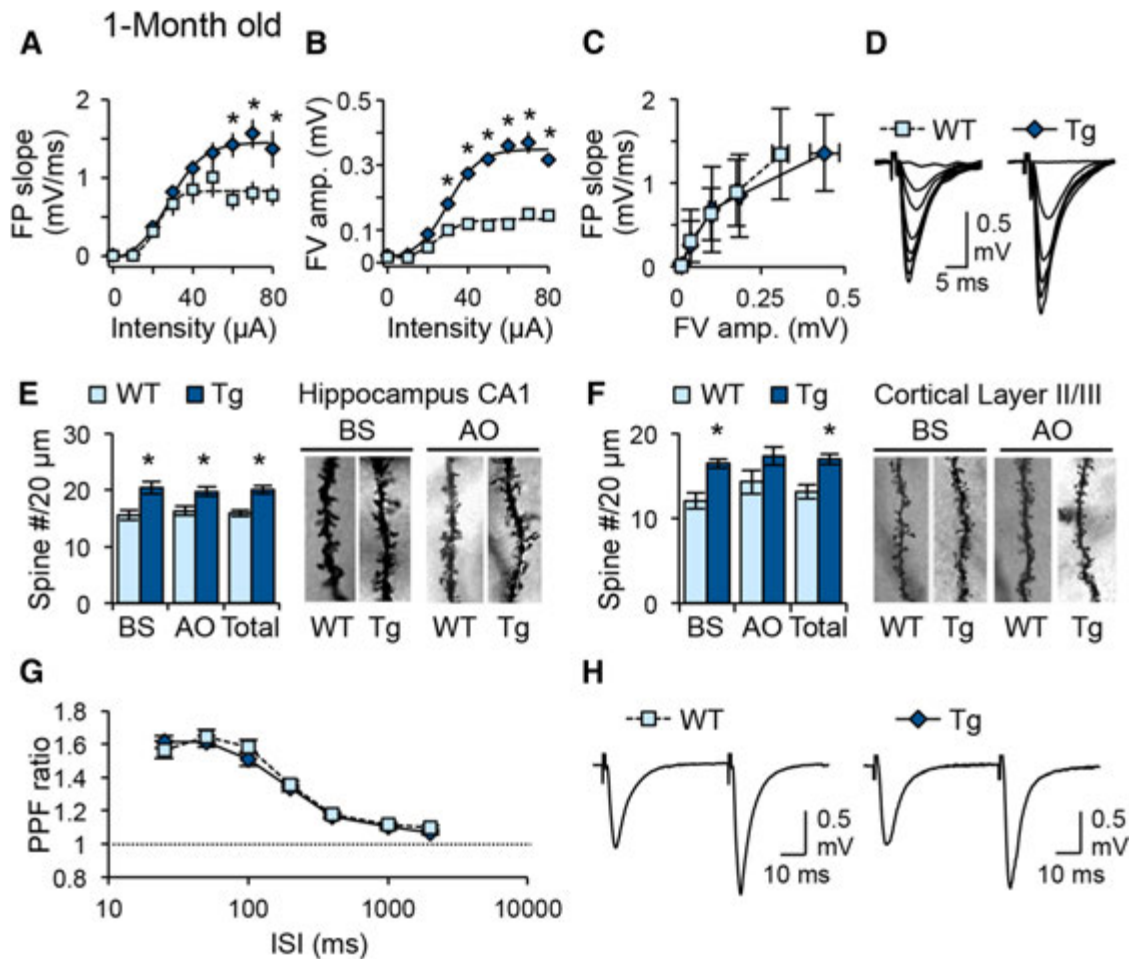 1-Month old
A
B
C
D
FP slope
(mV/ms)
2
1
0
0 40 80
Intensity (µA)
* * *
FV amp. (mV)
0.5
0.3
0.1
0 40 80
Intensity (µA)
* * * * * *
FP slope
(mV/ms)
2
1
0
0 0.25 0.5
FV amp. (mV)
WT Tg
0.5
mV
5 ms
E
WT Tg
Hippocampus CA1
BS AO
Spine #/20 µm
30
20
10
0
* * *
BS AO Total
WT Tg WT Tg
F
WT Tg
Cortical Layer II/III
BS AO
Spine #/20 µm
20
10
0
* *
BS AO Total
WT Tg WT Tg
G
PPF ratio
1.8
1.6
1.4
1.2
1
0.8
10 100 1000 10000
ISI (ms)
H
WT Tg
0.5
mV
10 ms
0.5
mV
10 ms